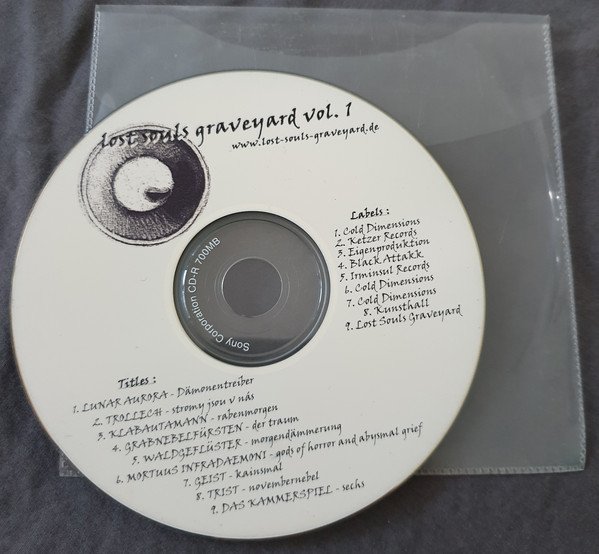 lost souls graveyard vol. 1
www.lost-souls-graveyard.de
Labels :
1. Cold Dimensions
2. Ketzer Records
3. Eigenproduktion
4. Black Attakk
5. Irminsul Records
6. Cold Dimensions
7. Cold Dimensions
8. Kunsthall
9. Lost Souls Graveyard
Sony Corporation CD-R 700MB
Titles :
1. LUNAR AURORA - Dämonentreiber
2. TROLLECH - stromy jsou v nás
3. KLABAUTAMANN - rabenmorgen
4. GRABNEBELFÜRSTEN - der traum
5. WALDGEFLÜSTER - morgendämmerung
6. MORTUUS INFRADAEMONI - gods of horror and abysmal grief
7. GEIST - kainsmal
8. TRIST - novembernebel
9. DAS KAMMERSPIEL - sechs